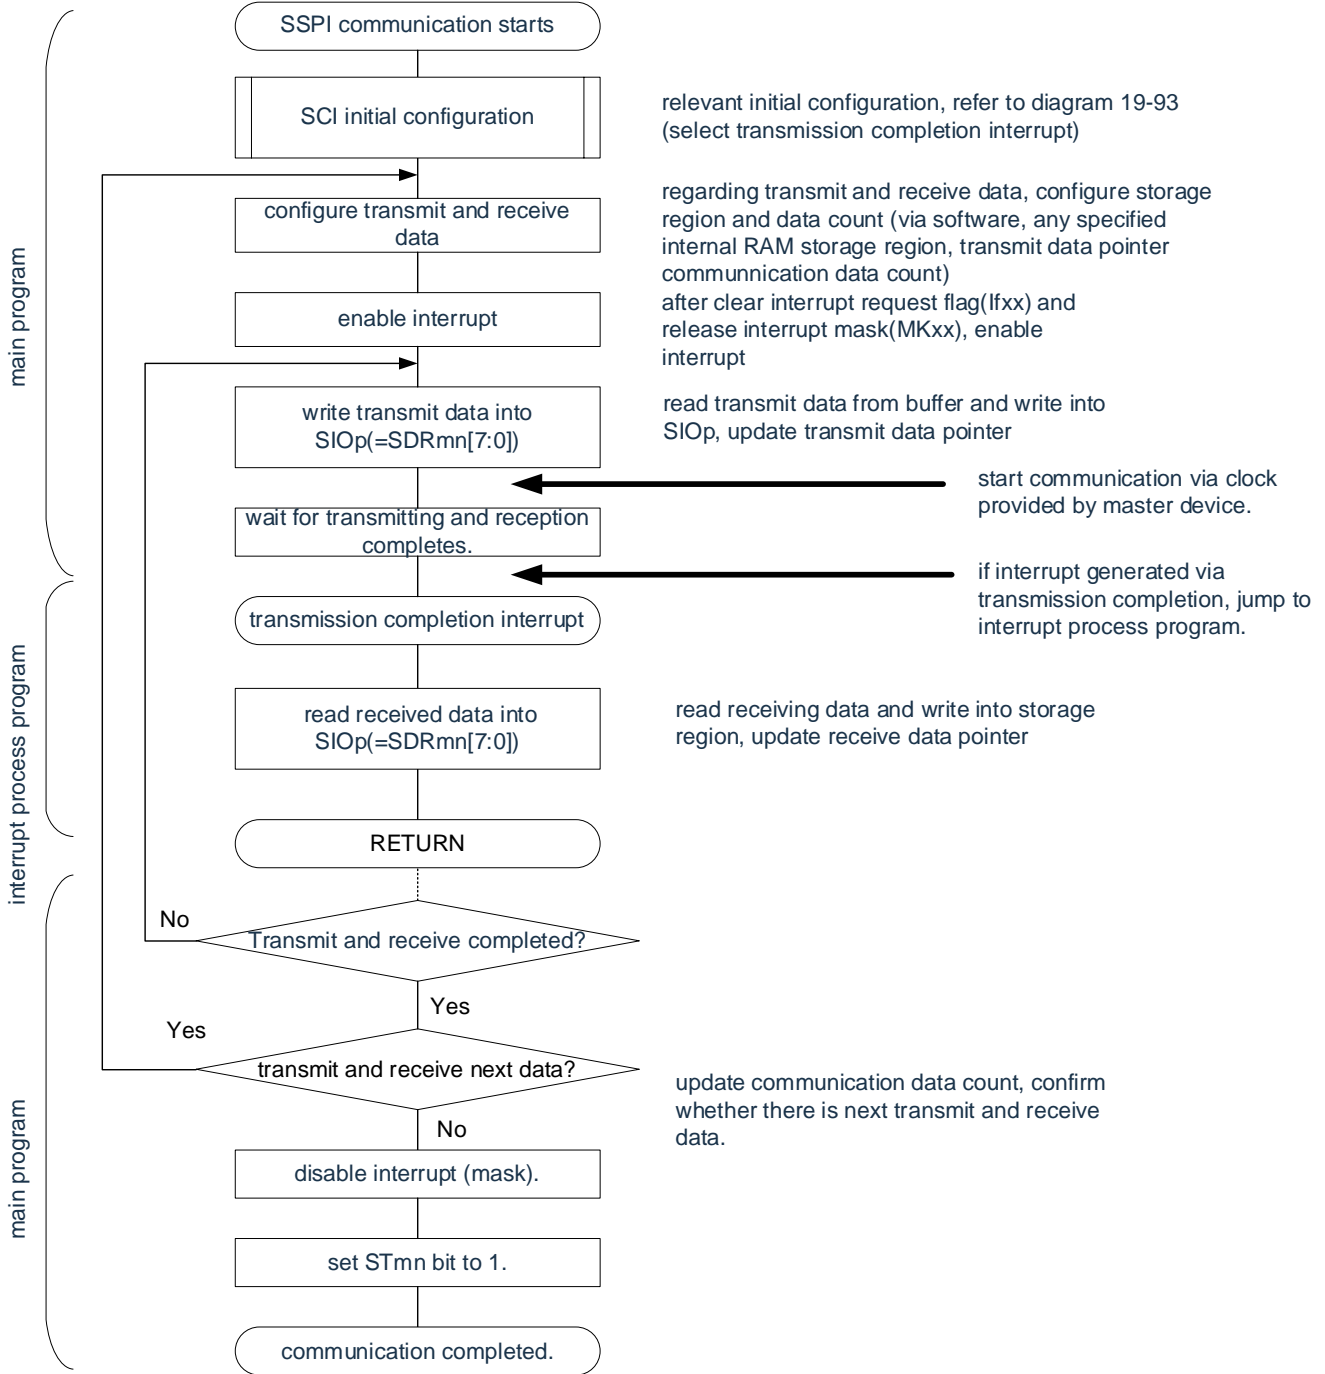 SSPI communication starts
SCI initial configuration
relevant initial configuration, refer to diagram 19-93
(select transmission completion interrupt)
configure transmit and receive
data
regarding transmit and receive data, configure storage
region and data count (via software, any specified
internal RAM storage region, transmit data pointer
communnication data count)
main program
enable interrupt
after clear interrupt request flag(Ifxx) and
release interrupt mask(MKxx), enable
interrupt
write transmit data into
SIOp(=SDRmn[7:0])
read transmit data from buffer and write into
SIOp, update transmit data pointer
start communication via clock
provided by master device.
wait for transmitting and reception
completes.
if interrupt generated via
transmission completion, jump to
interrupt process program.
transmission completion interrupt
interrupt process program
read received data into
SIOp(=SDRmn[7:0])
read receiving data and write into storage
region, update receive data pointer
RETURN
No
Transmit and receive completed?
Yes
Yes
transmit and receive next data?
update communication data count, confirm
whether there is next transmit and receive
data.
No
main program
disable interrupt (mask).
set STmn bit to 1.
communication completed.